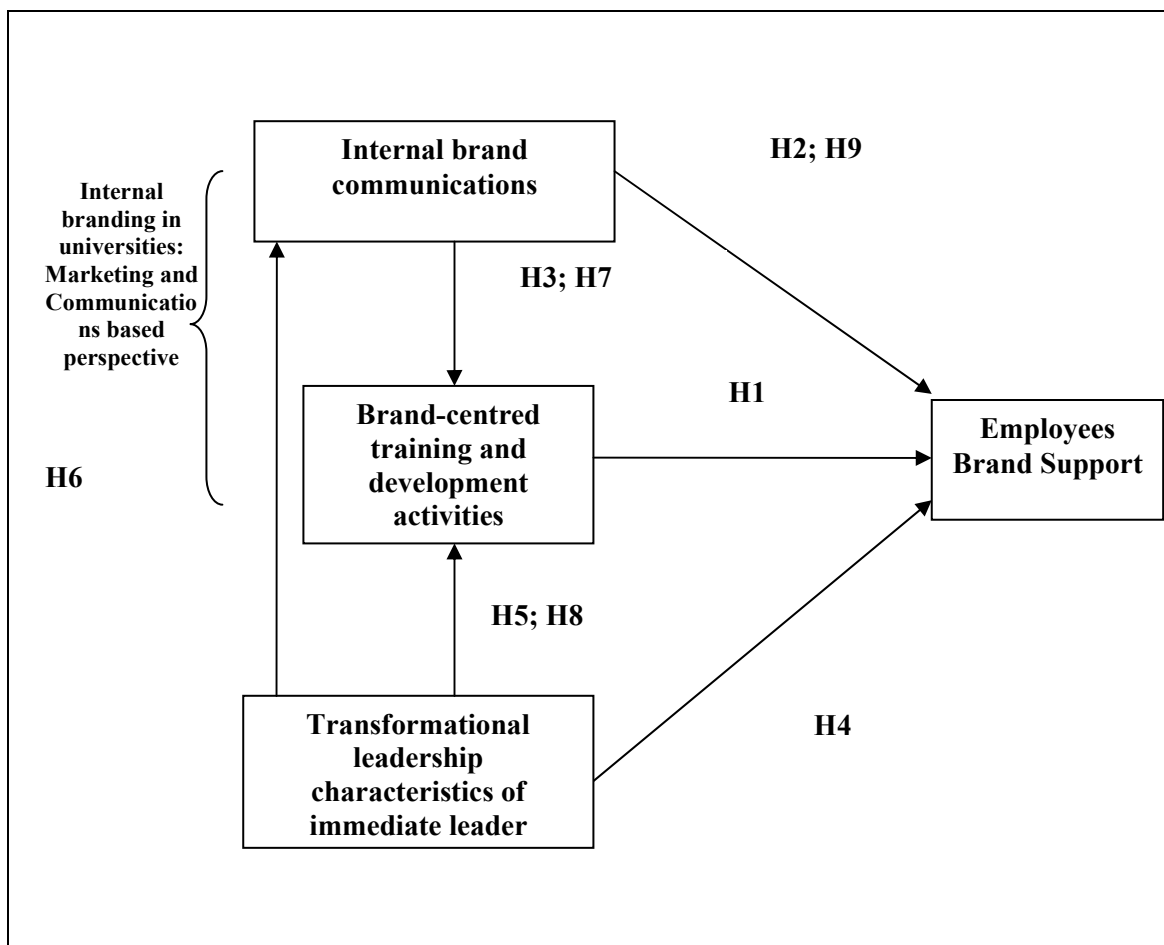 Internal brand
communications
H2; H9
Internal
branding in
universities:
Marketing and
Communicatio
ns based
perspective
H3; H7
Brand-centred
training and
development
activities
H1
Employees
Brand Support
H6
H5; H8
Transformational
leadership
characteristics of
immediate leader
H4